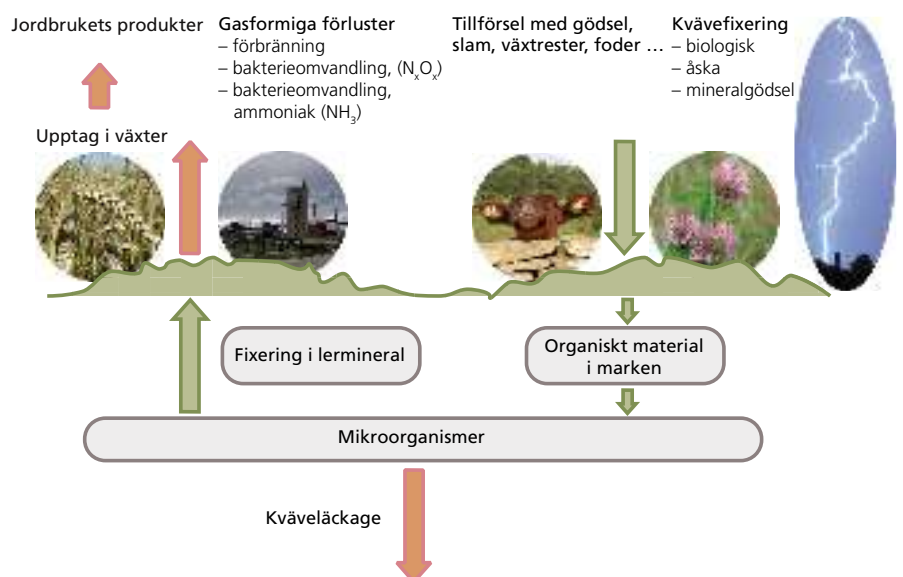 Jordbrukets produkter
Gasformiga förluster
– förbränning
– bakterieomvandling, (NₓOₓ)
– bakterieomvandling,
ammoniak (NH₃)
Tillförsel med gödsel,
slam, växtrester, foder ...
Kvävefixering
– biologisk
– åska
– mineralgödsel
Upptag i växter
Fixering i lermineral
Organiskt material
i marken
Mikroorganismer
Kväveläckage